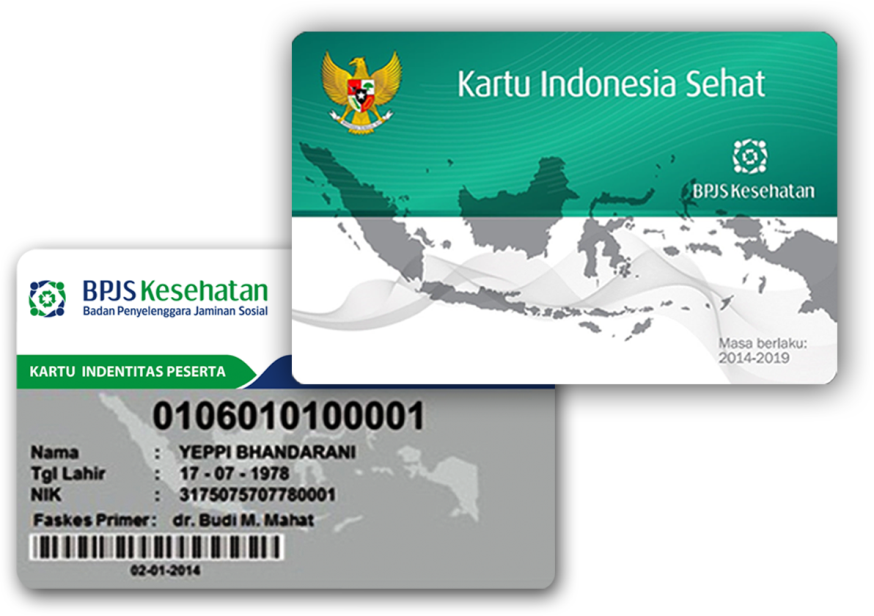 Kartu Indonesia Sehat
BPJS Kesehatan
Masa berlaku:
2014-2019
BPJS Kesehatan
Badan Penyelenggara Jaminan Sosial
KARTU INDENTITAS PESERTA
0106010100001
Nama : YEPPI BHANDARANI
Tgl Lahir : 17 - 07 - 1978
NIK : 3175075707780001
Faskes Primer : dr. Budi M. Mahat
02-01-2014